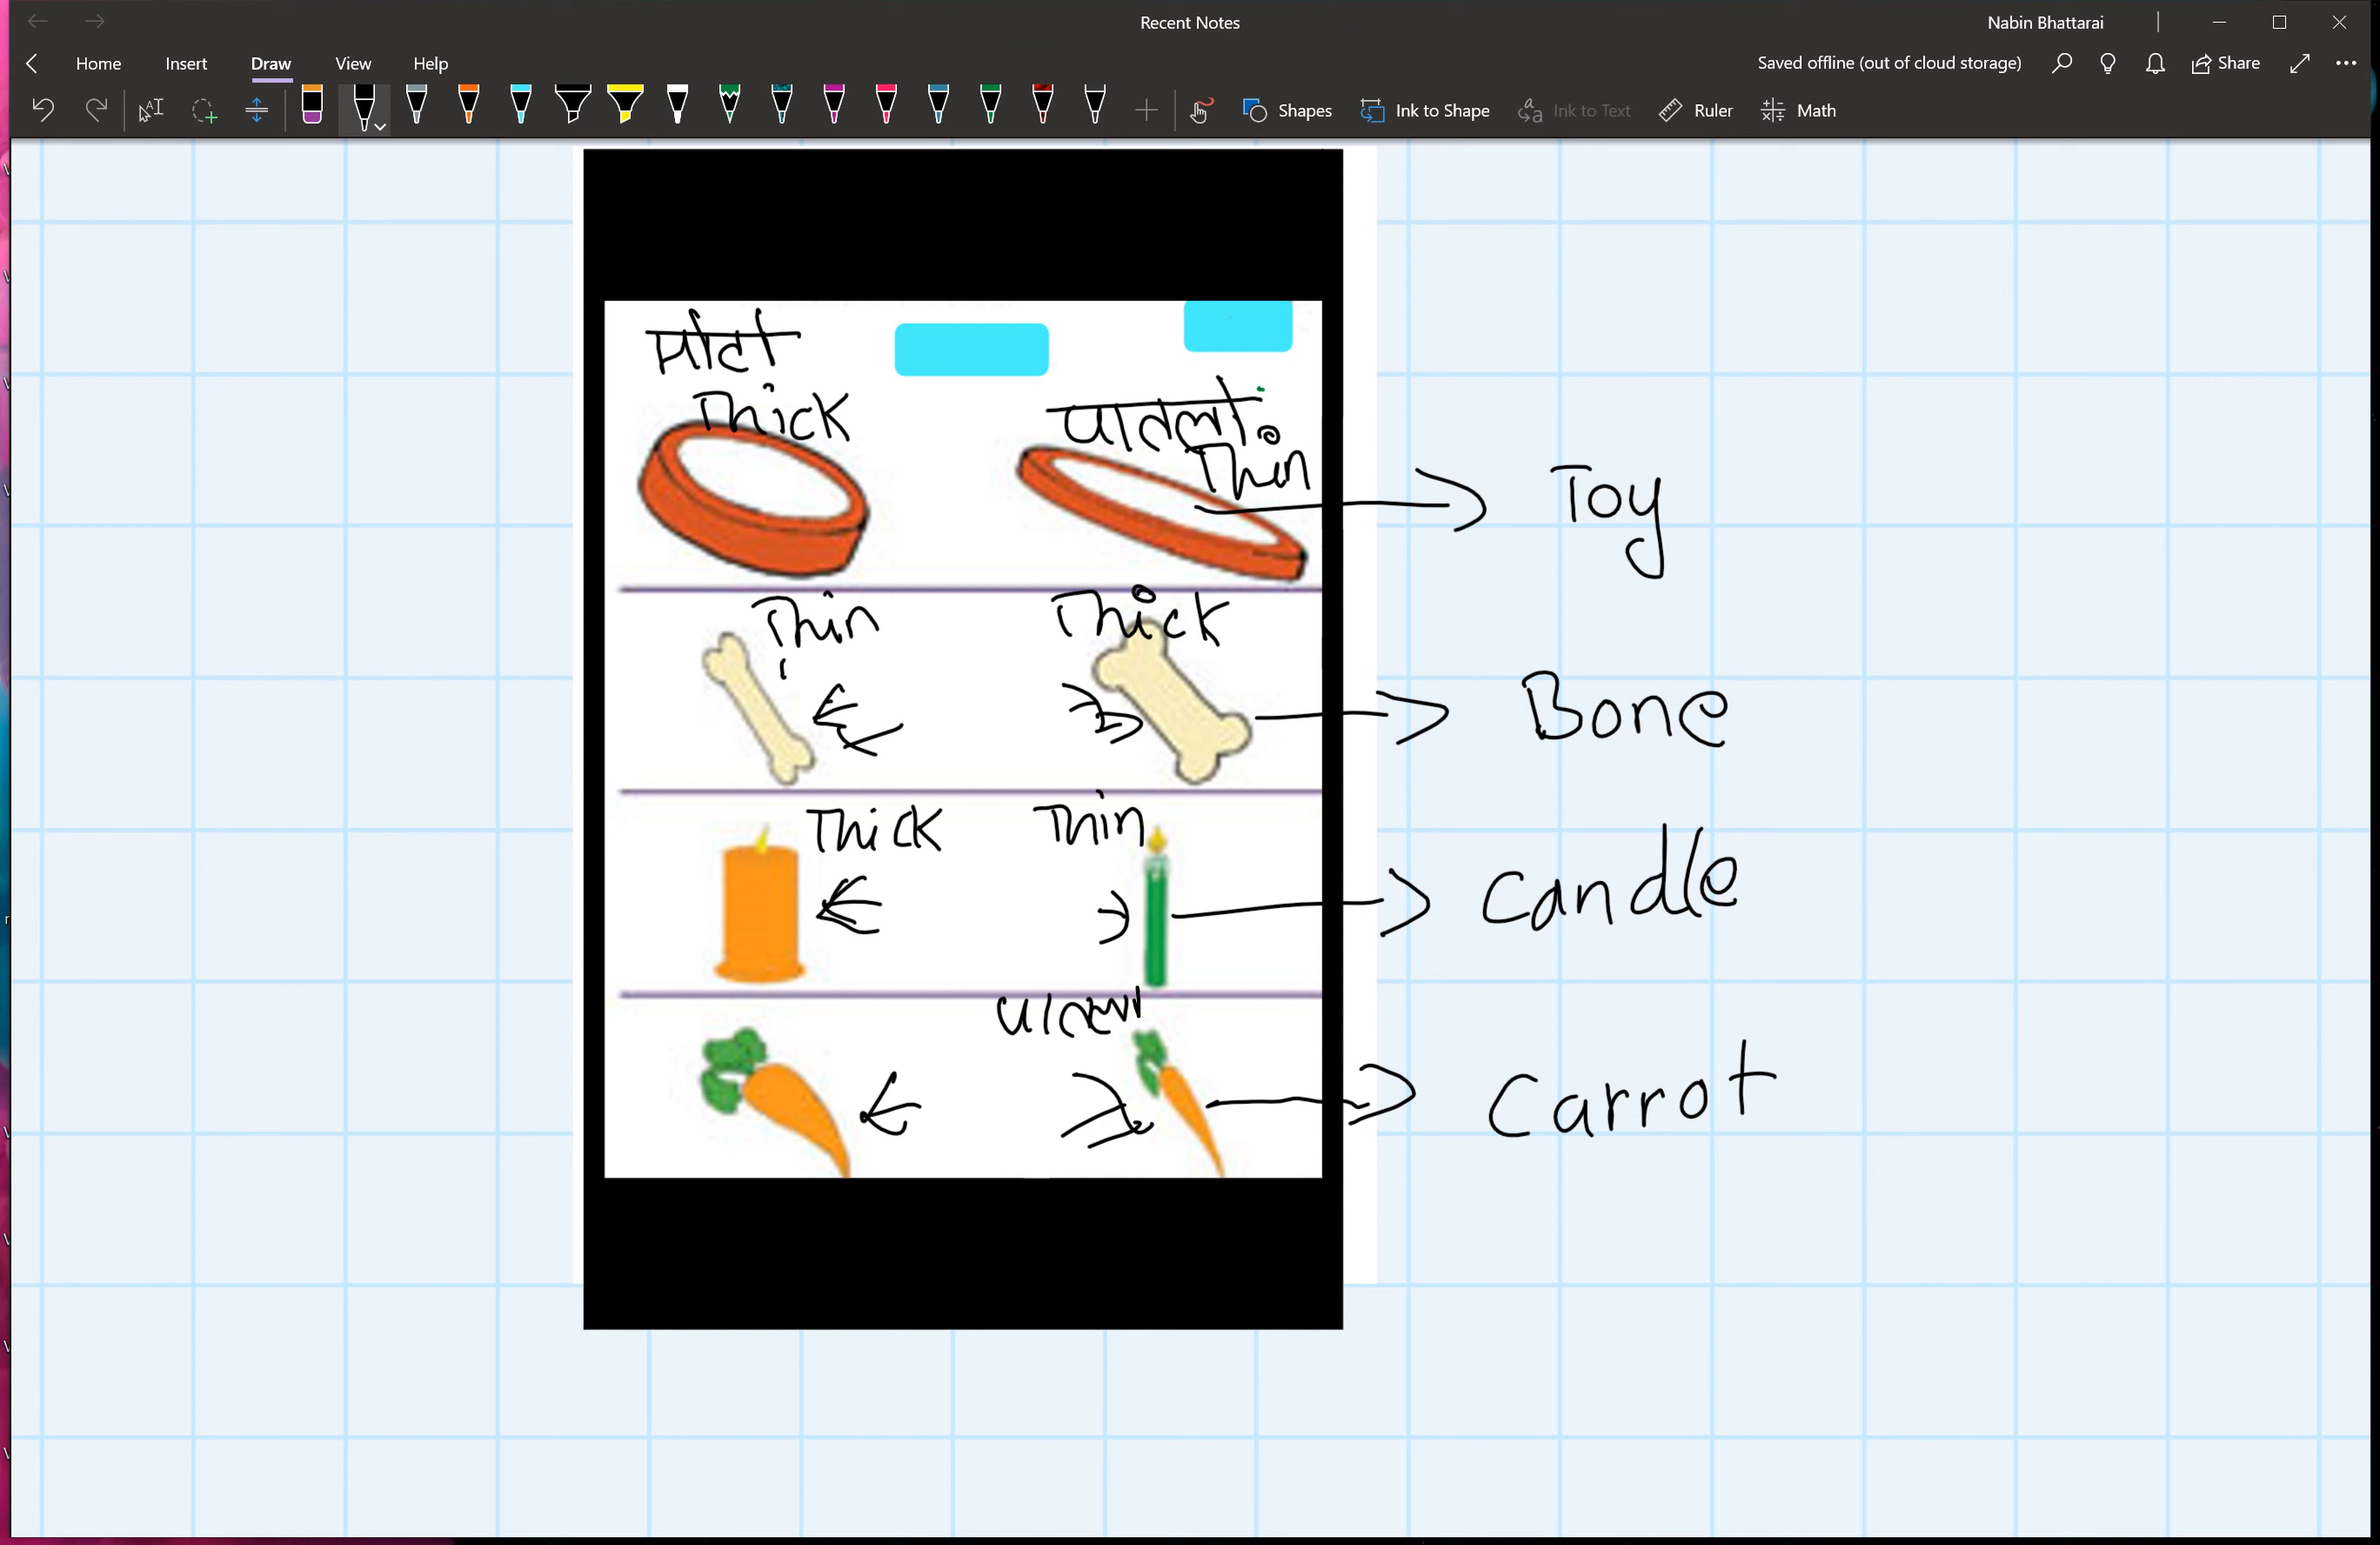 Recent Notes
Nabin Bhattarai
Home Insert Draw View Help
Saved offline (out of cloud storage)
Share
Shapes
Ink to Shape
Ink to Text
Ruler
Math
मोटो
Thick
पातलो
Thin
Toy
Thin
Thick
Bone
Thick
Thin
Candle
Carrot